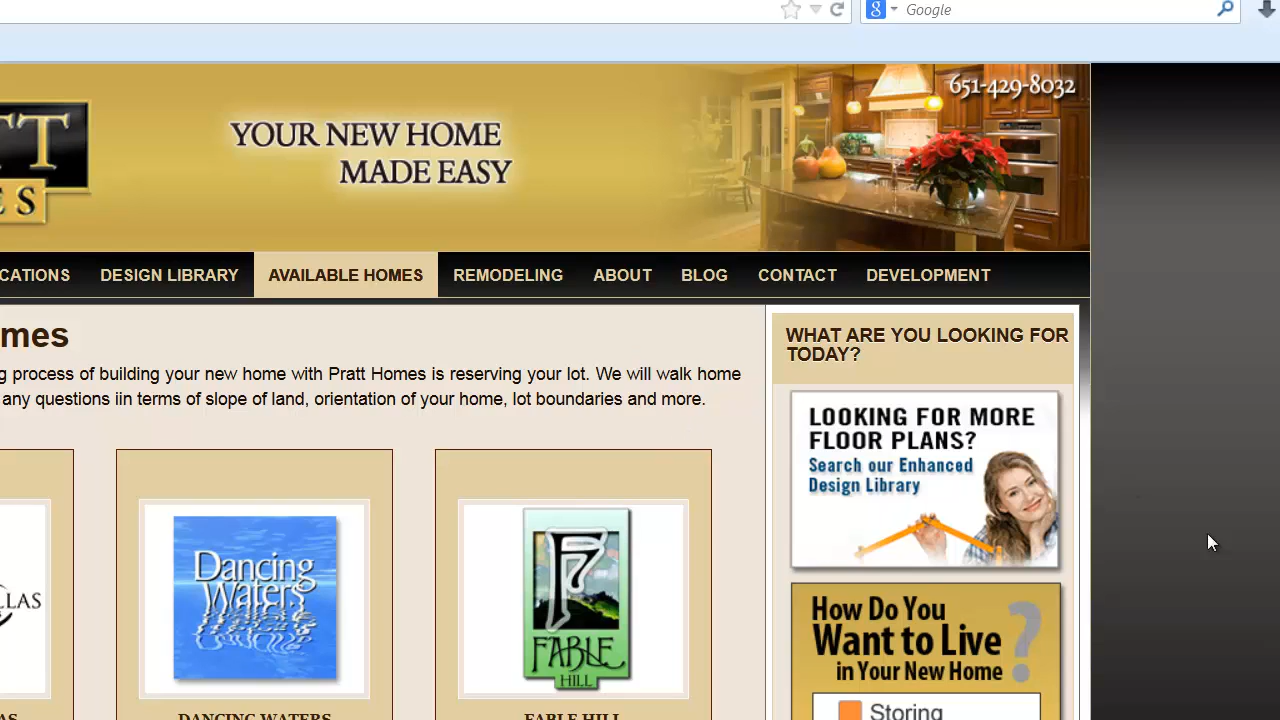 Google
651-429-8032
YOUR NEW HOME
MADE EASY
DESIGN LIBRARY
AVAILABLE HOMES
REMODELING
ABOUT
BLOG
CONTACT
DEVELOPMENT
WHAT ARE YOU LOOKING FOR
TODAY?
process of building your new home with Pratt Homes is reserving your lot. We will walk home
any questions iin terms of slope of land, orientation of your home, lot boundaries and more.
LOOKING FOR MORE
FLOOR PLANS?
Search our Enhanced
Design Library
Dancing
Waters
FABLE
HILL
How Do You
Want to Live
in Your New Home
?
Storing
DANCING WATERS
FABLE HILL